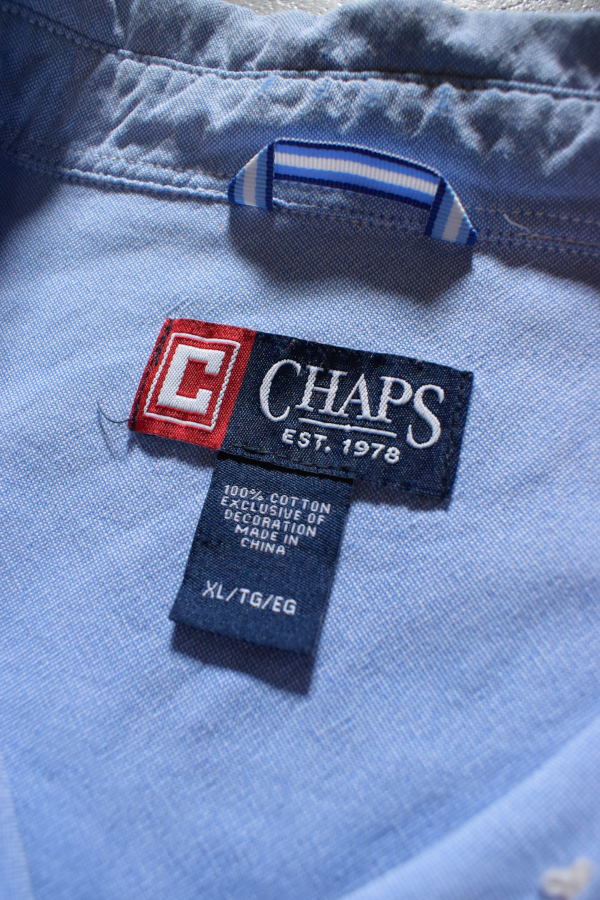 C
CHAPS
EST. 1978
100% COTTON
EXCLUSIVE OF
DECORATION
MADE IN
CHINA
XL/TG/EG